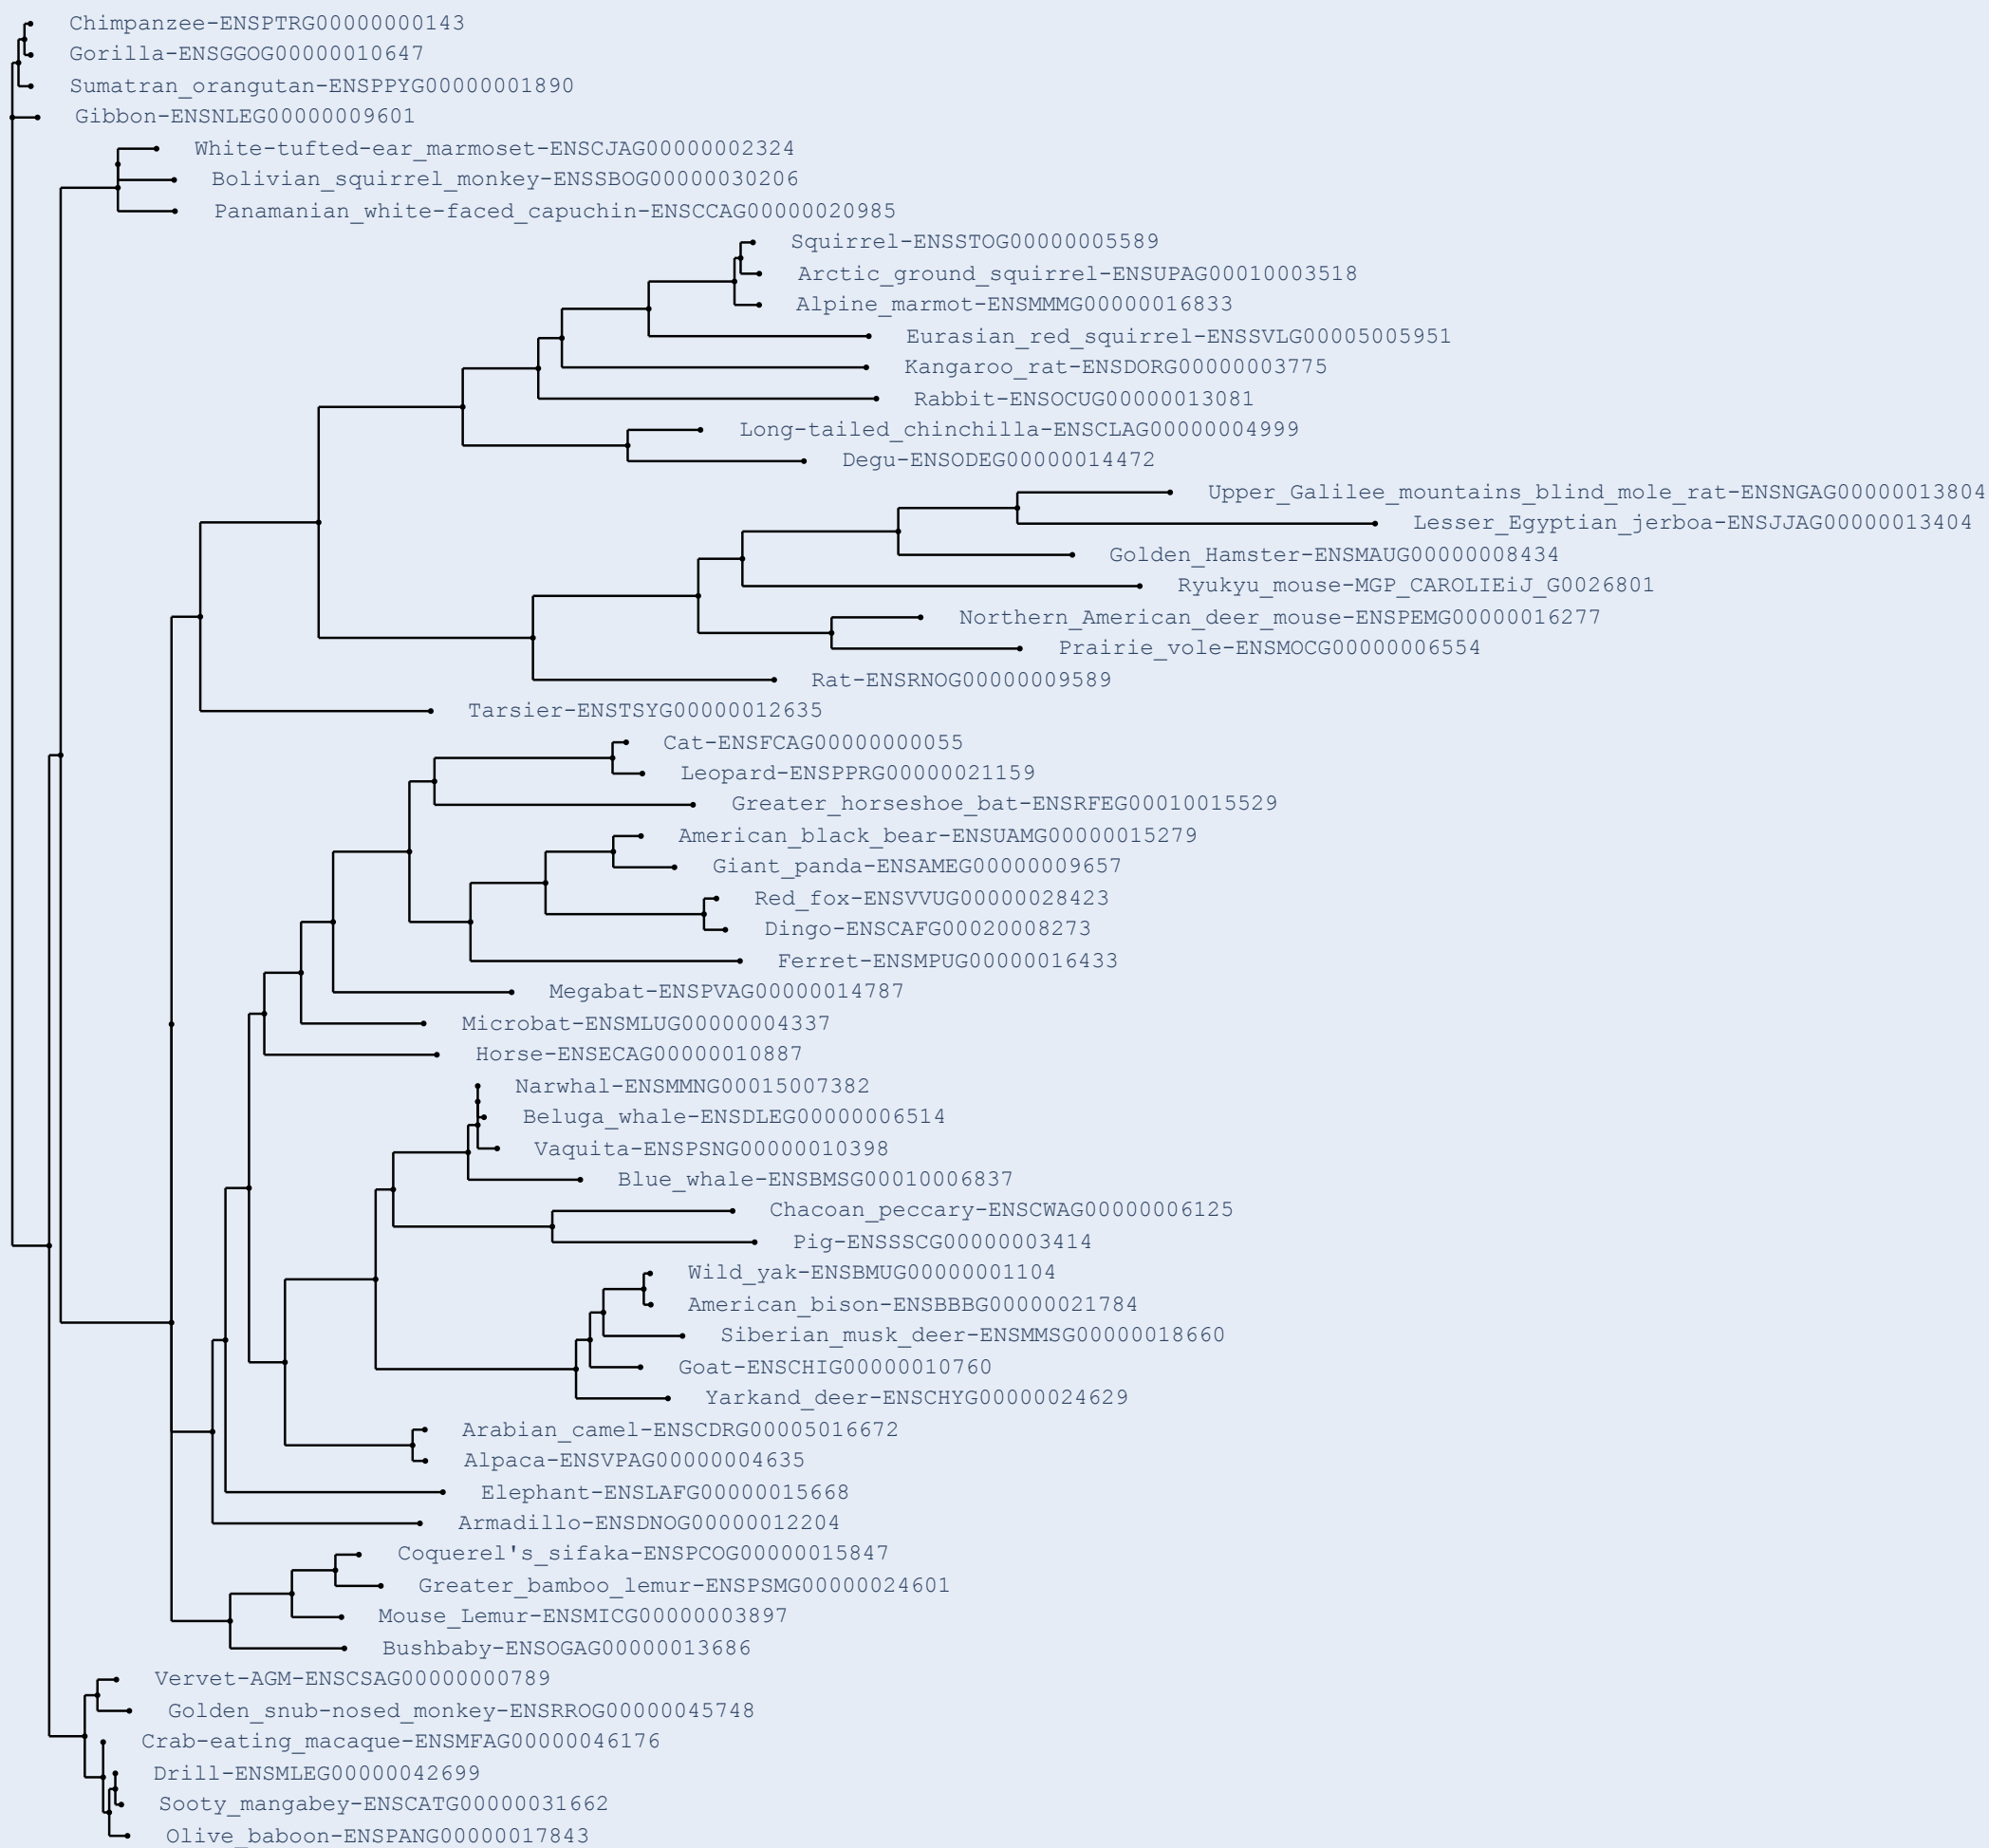 Chimpanzee-ENSPTRG00000000143
Gorilla-ENSGGOG00000010647
Sumatran_orangutan-ENSPPYG00000001890
Gibbon-ENSNLEG00000009601
White-tufted-ear_marmoset-ENSCJAG00000002324
Bolivian_squirrel_monkey-ENSSBOG00000030206
Panamanian_white-faced_capuchin-ENSCCAG00000020985
Squirrel-ENSSTOG00000005589
Arctic_ground_squirrel-ENSUPAG00010003518
Alpine_marmot-ENSMMMG00000016833
Eurasian_red_squirrel-ENSSVLG00005005951
Kangaroo_rat-ENSDORG00000003775
Rabbit-ENSOCUG00000013081
Long-tailed_chinchilla-ENSCLAG00000004999
Degu-ENSODEG00000014472
Upper_Galilee_mountains_blind_mole_rat-ENSNGAG00000013804
Lesser_Egyptian_jerboa-ENSJJAG00000013404
Golden_Hamster-ENSMAUG00000008434
Ryukyu_mouse-MGP_CAROLIEiJ_G0026801
Northern_American_deer_mouse-ENSPEMG00000016277
Prairie_vole-ENSMOCG00000006554
Rat-ENSRNOG00000009589
Tarsier-ENSTSYG00000012635
Cat-ENSFCAG00000000055
Leopard-ENSPPRG00000021159
Greater_horseshoe_bat-ENSRFEG00010015529
American_black_bear-ENSUAMG00000015279
Giant_panda-ENSAMEG00000009657
Red_fox-ENSVVUG00000028423
Dingo-ENSCAFG00020008273
Ferret-ENSMPUG00000016433
Megabat-ENSPVAG00000014787
Microbat-ENSMLUG00000004337
Horse-ENSECAG00000010887
Narwhal-ENSMMNG00015007382
Beluga_whale-ENSDLEG00000006514
Vaquita-ENSPSNG00000010398
Blue_whale-ENSBMSG00010006837
Chacoan_peccary-ENSCWAG00000006125
Pig-ENSSSCG00000003414
Wild_yak-ENSBMUG00000001104
American_bison-ENSBBBG00000021784
Siberian_musk_deer-ENSMMSG00000018660
Goat-ENSCHIG00000010760
Yarkand_deer-ENSCHYG00000024629
Arabian_camel-ENSCDRG00005016672
Alpaca-ENSVPAG00000004635
Elephant-ENSLAFG00000015668
Armadillo-ENSDNOG00000012204
Coquerel's_sifaka-ENSPCOG00000015847
Greater_bamboo_lemur-ENSPSMG00000024601
Mouse_Lemur-ENSMICG00000003897
Bushbaby-ENSOGAG00000013686
Vervet-AGM-ENSCSAG00000000789
Golden_snub-nosed_monkey-ENSRROG00000045748
Crab-eating_macaque-ENSMFAG00000046176
Drill-ENSMLEG00000042699
Sooty_mangabey-ENSCATG00000031662
Olive_baboon-ENSPANG00000017843